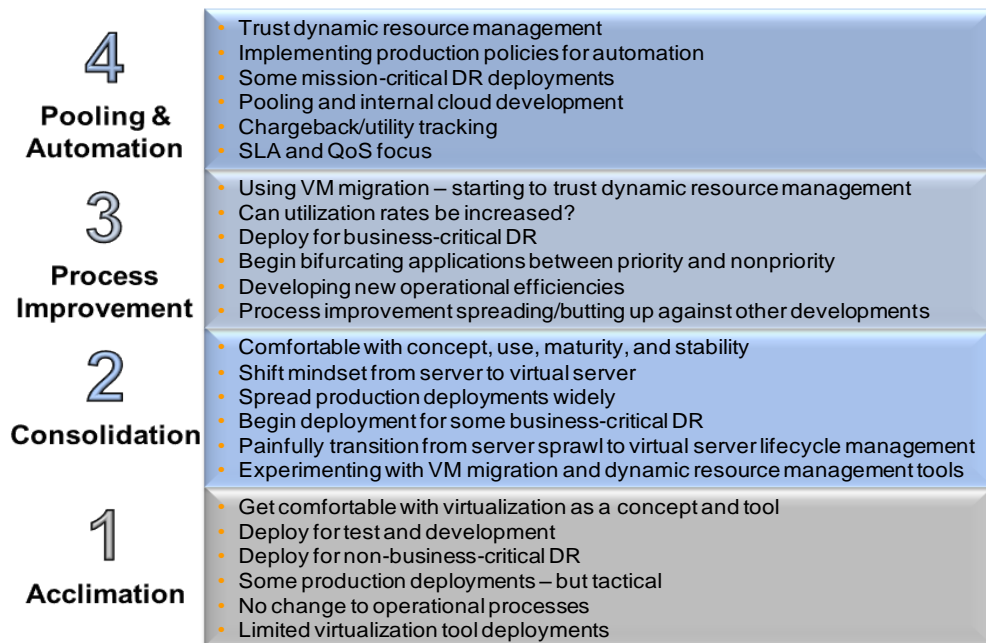 4
Pooling &
Automation
• Trust dynamic resource management
• Implementing production policies for automation
• Some mission-critical DR deployments
• Pooling and internal cloud development
• Chargeback/utility tracking
• SLA and QoS focus
3
Process
Improvement
• Using VM migration – starting to trust dynamic resource management
• Can utilization rates be increased?
• Deploy for business-critical DR
• Begin bifurcating applications between priority and nonpriority
• Developing new operational efficiencies
• Process improvement spreading/butting up against other developments
2
Consolidation
• Comfortable with concept, use, maturity, and stability
• Shift mindset from server to virtual server
• Spread production deployments widely
• Begin deployment for some business-critical DR
• Painfully transition from server sprawl to virtual server lifecycle management
• Experimenting with VM migration and dynamic resource management tools
1
Acclimation
• Get comfortable with virtualization as a concept and tool
• Deploy for test and development
• Deploy for non-business-critical DR
• Some production deployments – but tactical
• No change to operational processes
• Limited virtualization tool deployments